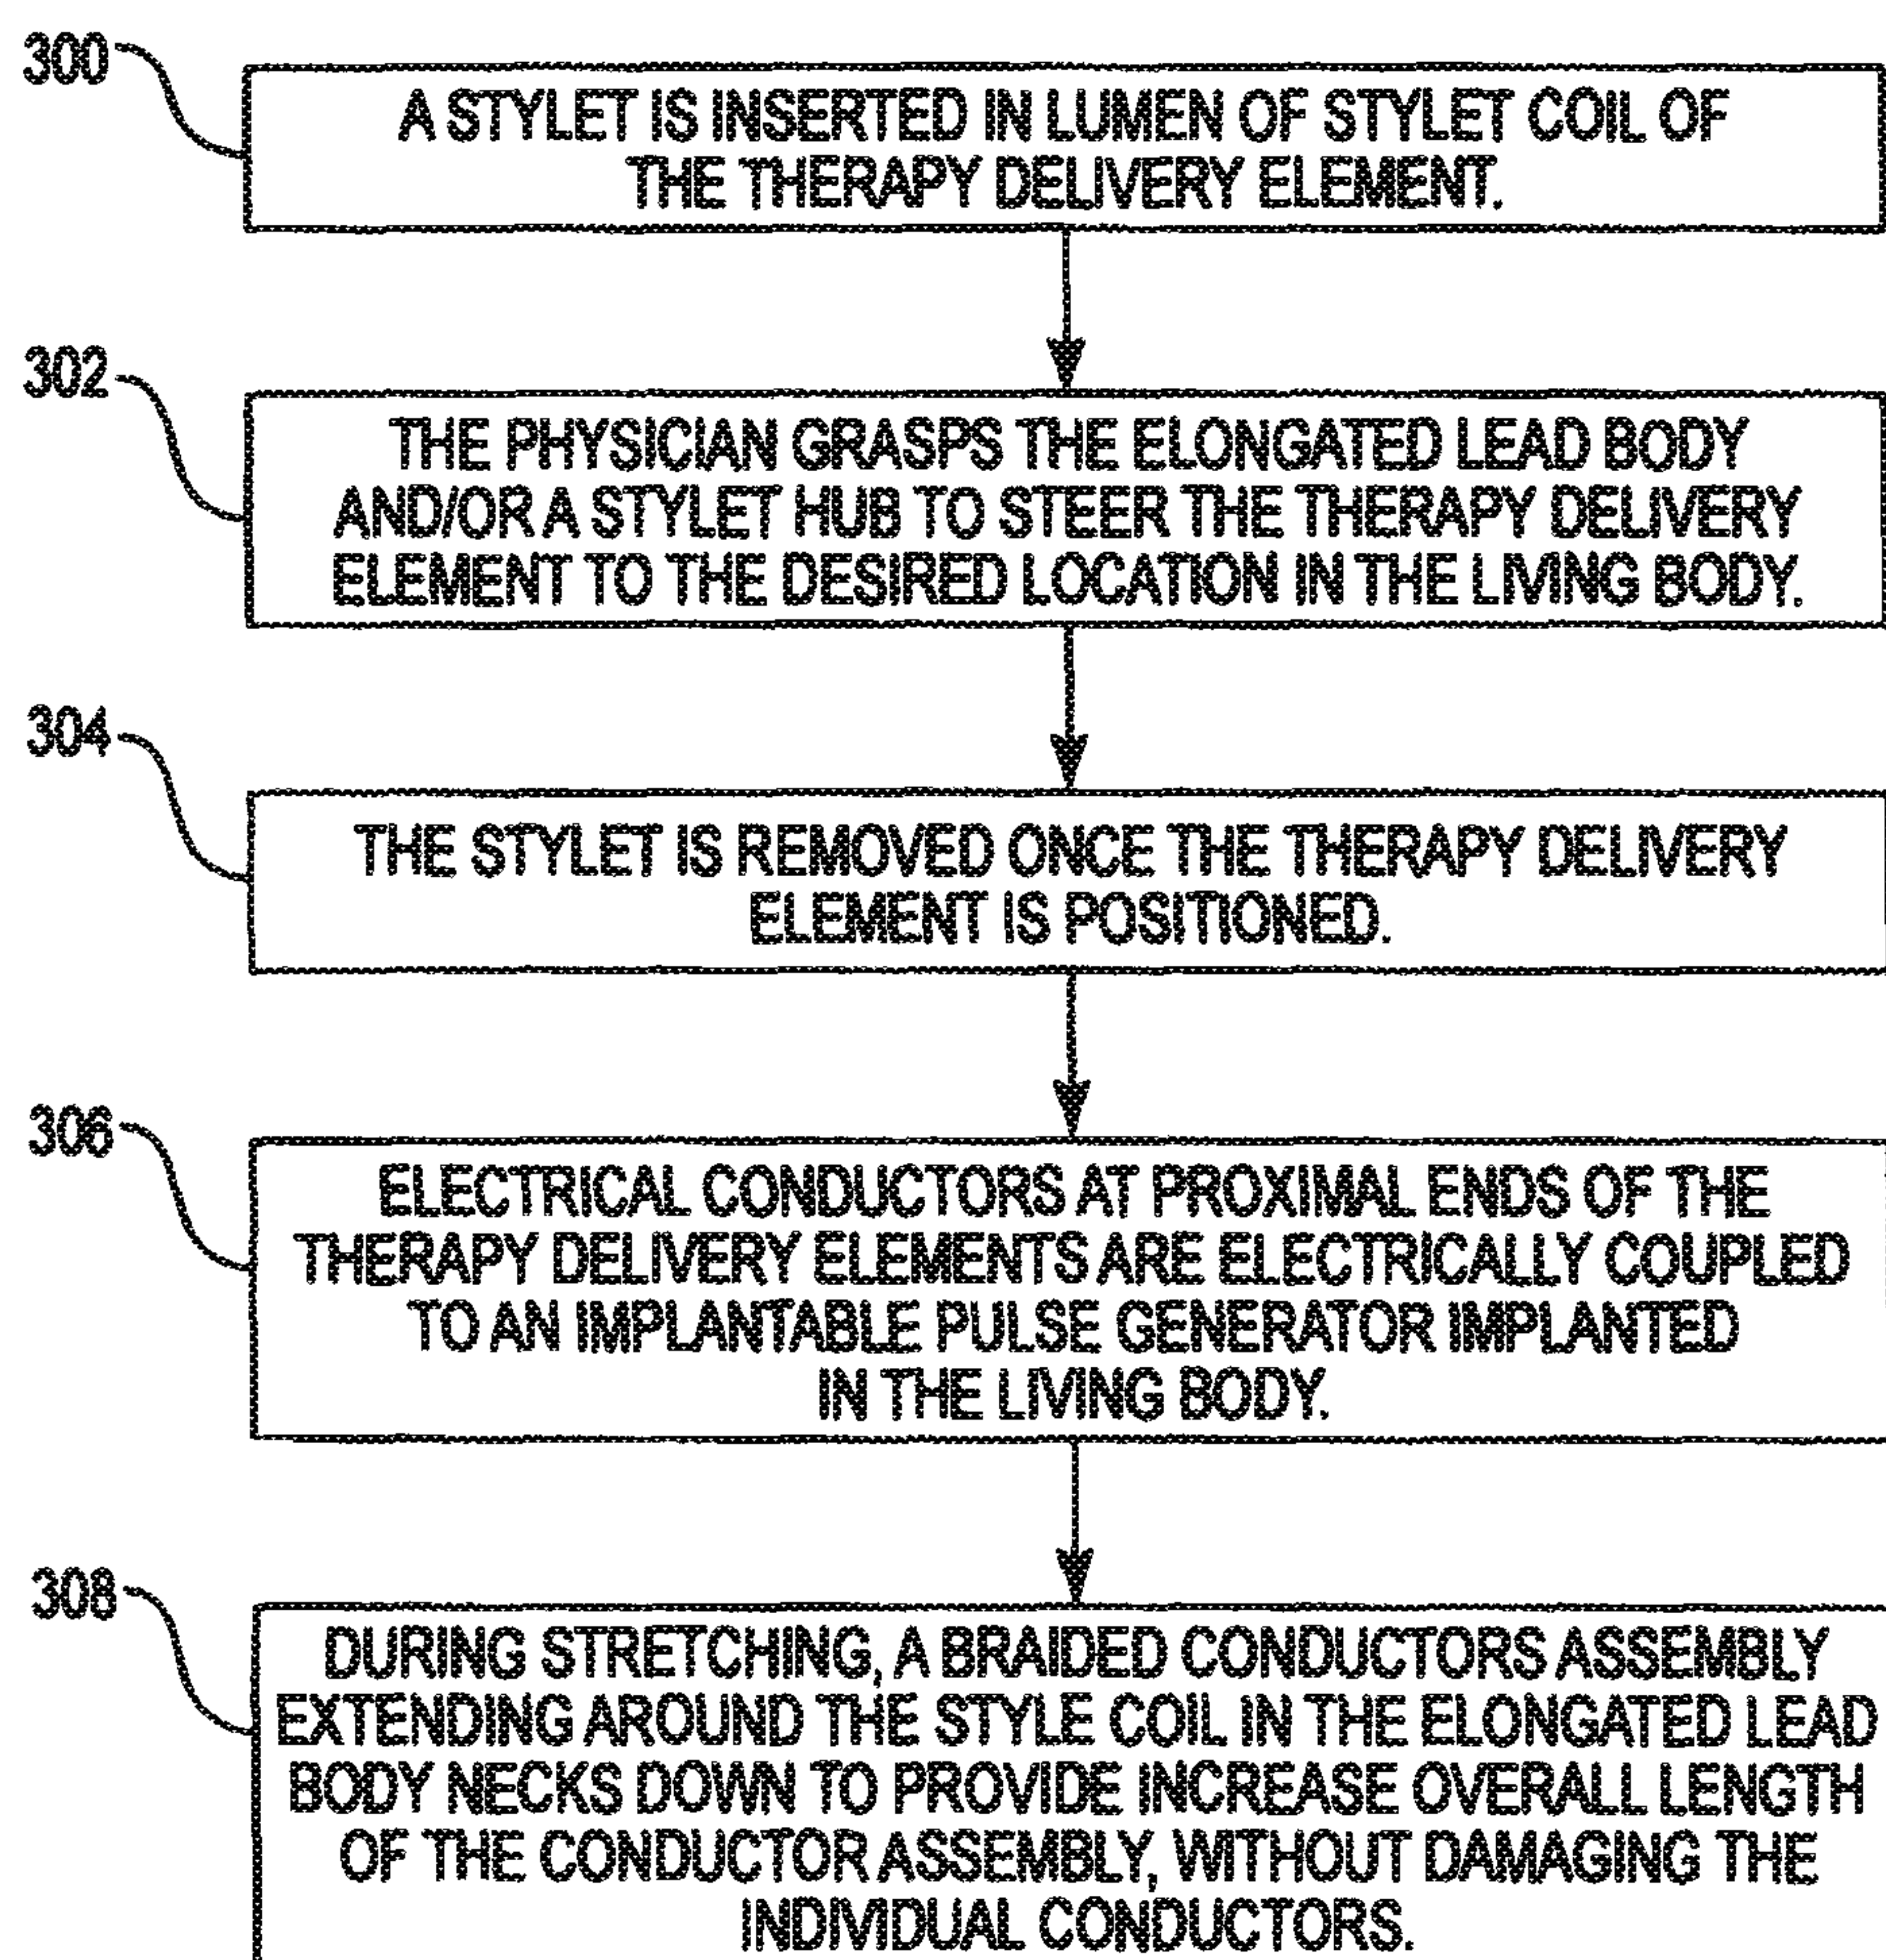 300
A STYLET IS INSERTED IN LUMEN OF STYLET COIL OF
THE THERAPY DELIVERY ELEMENT.
302
THE PHYSICIAN GRASPS THE ELONGATED LEAD BODY
AND/OR A STYLET HUB TO STEER THE THERAPY DELIVERY
ELEMENT TO THE DESIRED LOCATION IN THE LIVING BODY.
304
THE STYLET IS REMOVED ONCE THE THERAPY DELIVERY
ELEMENT IS POSITIONED.
306
ELECTRICAL CONDUCTORS AT PROXIMAL ENDS OF THE
THERAPY DELIVERY ELEMENTS ARE ELECTRICALLY COUPLED
TO AN IMPLANTABLE PULSE GENERATOR IMPLANTED
IN THE LIVING BODY.
308
DURING STRETCHING, A BRAIDED CONDUCTORS ASSEMBLY
EXTENDING AROUND THE STYLE COIL IN THE ELONGATED LEAD
BODY NECKS DOWN TO PROVIDE INCREASE OVERALL LENGTH
OF THE CONDUCTOR ASSEMBLY, WITHOUT DAMAGING THE
INDIVIDUAL CONDUCTORS.